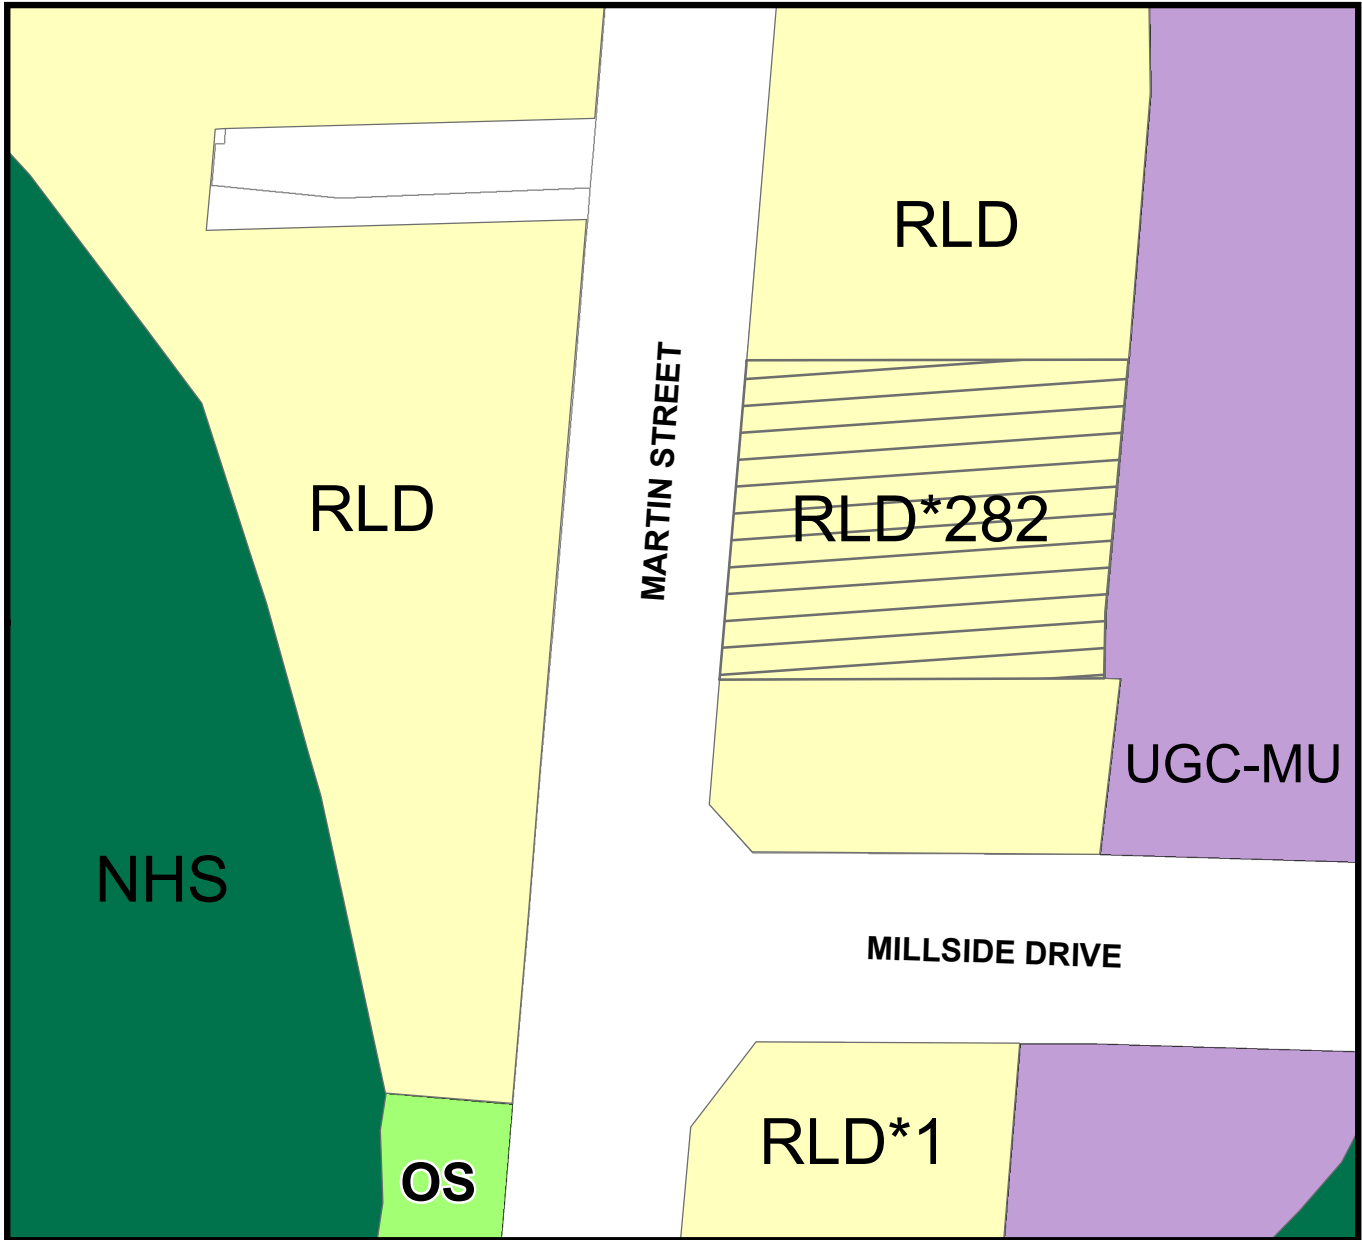 RLD
MARTIN STREET
RLD
RLD*282
UGC-MU
NHS
MILLSIDE DRIVE
RLD*1
OS